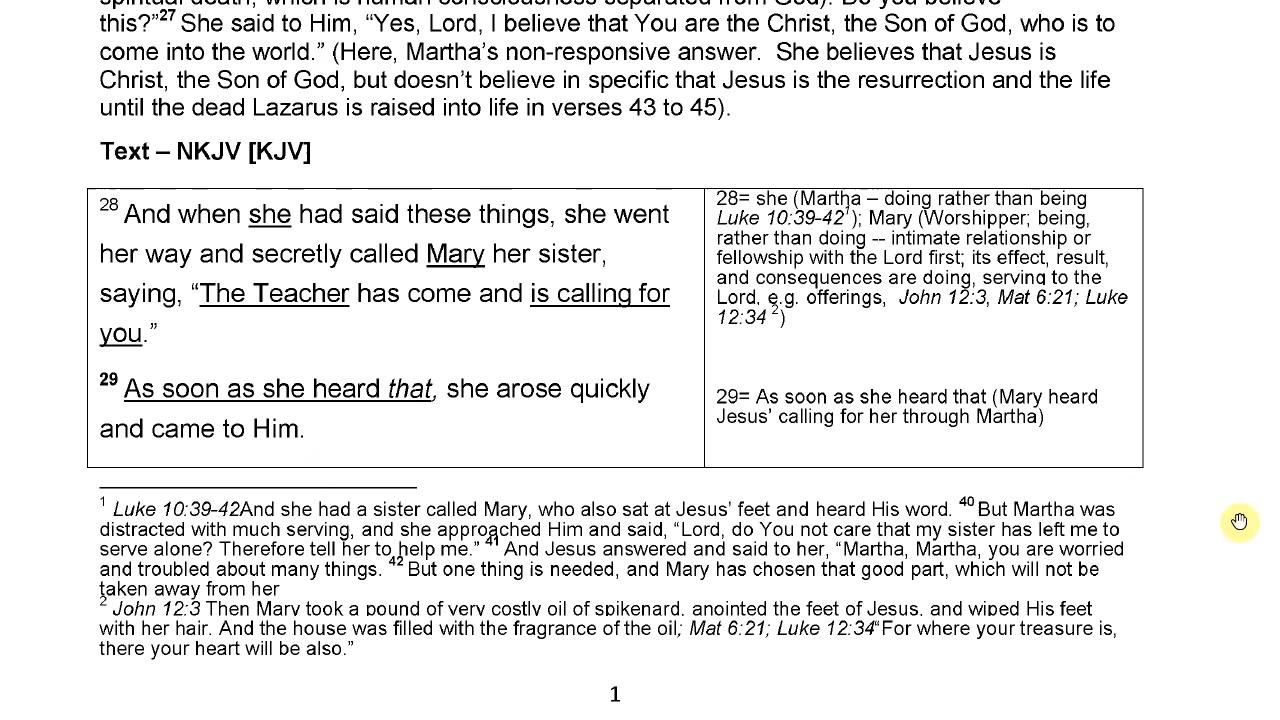 spiritual death, which is human consciousness separated from God). Do you believe
this?”27 She said to Him, “Yes, Lord, I believe that You are the Christ, the Son of God, who is to
come into the world.” (Here, Martha’s non-responsive answer. She believes that Jesus is
Christ, the Son of God, but doesn’t believe in specific that Jesus is the resurrection and the life
until the dead Lazarus is raised into life in verses 43 to 45).
Text – NKJV [KJV]
28 And when she had said these things, she went
her way and secretly called Mary her sister,
saying, “The Teacher has come and is calling for
you.”
29 As soon as she heard that, she arose quickly
and came to Him.
28= she (Martha – doing rather than being
Luke 10:39-421); Mary (Worshipper; being,
rather than doing -- intimate relationship or
fellowship with the Lord first; its effect, result,
and consequences are doing, serving to the
Lord, e.g. offerings, John 12:3, Mat 6:21; Luke
12:34 2)
29= As soon as she heard that (Mary heard
Jesus’ calling for her through Martha)
1 Luke 10:39-42And she had a sister called Mary, who also sat at Jesus’ feet and heard His word. 40 But Martha was
distracted with much serving, and she approached Him and said, “Lord, do You not care that my sister has left me to
serve alone? Therefore tell her to help me.” 41 And Jesus answered and said to her, “Martha, Martha, you are worried
and troubled about many things. 42 But one thing is needed, and Mary has chosen that good part, which will not be
taken away from her
2 John 12:3 Then Mary took a pound of very costly oil of spikenard, anointed the feet of Jesus, and wiped His feet
with her hair. And the house was filled with the fragrance of the oil; Mat 6:21; Luke 12:34“For where your treasure is,
there your heart will be also.”
1